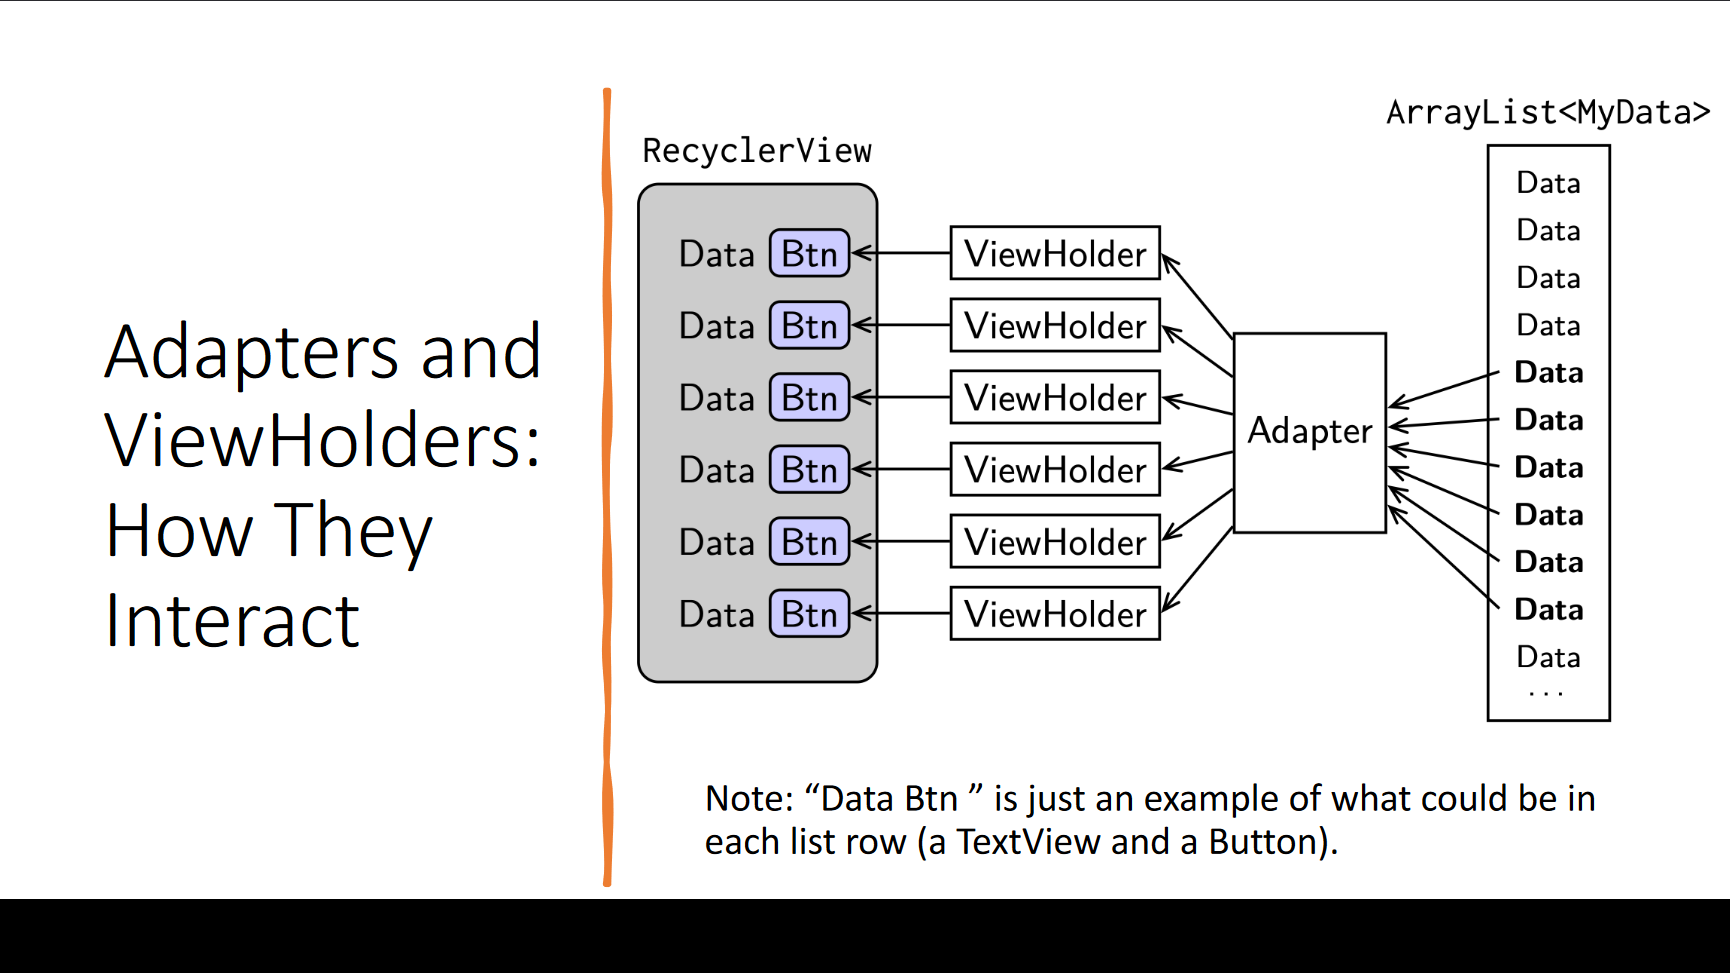 Adapters and
ViewHolders:
How They
Interact
RecyclerView
Data Btn
Data Btn
Data Btn
Data Btn
Data Btn
Data Btn
ViewHolder
ViewHolder
ViewHolder
ViewHolder
ViewHolder
ViewHolder
Adapter
ArrayList<MyData>
Data
Data
Data
Data
Data
Data
Data
Data
Data
Data
Data
...
Note: “Data Btn ” is just an example of what could be in
each list row (a TextView and a Button).